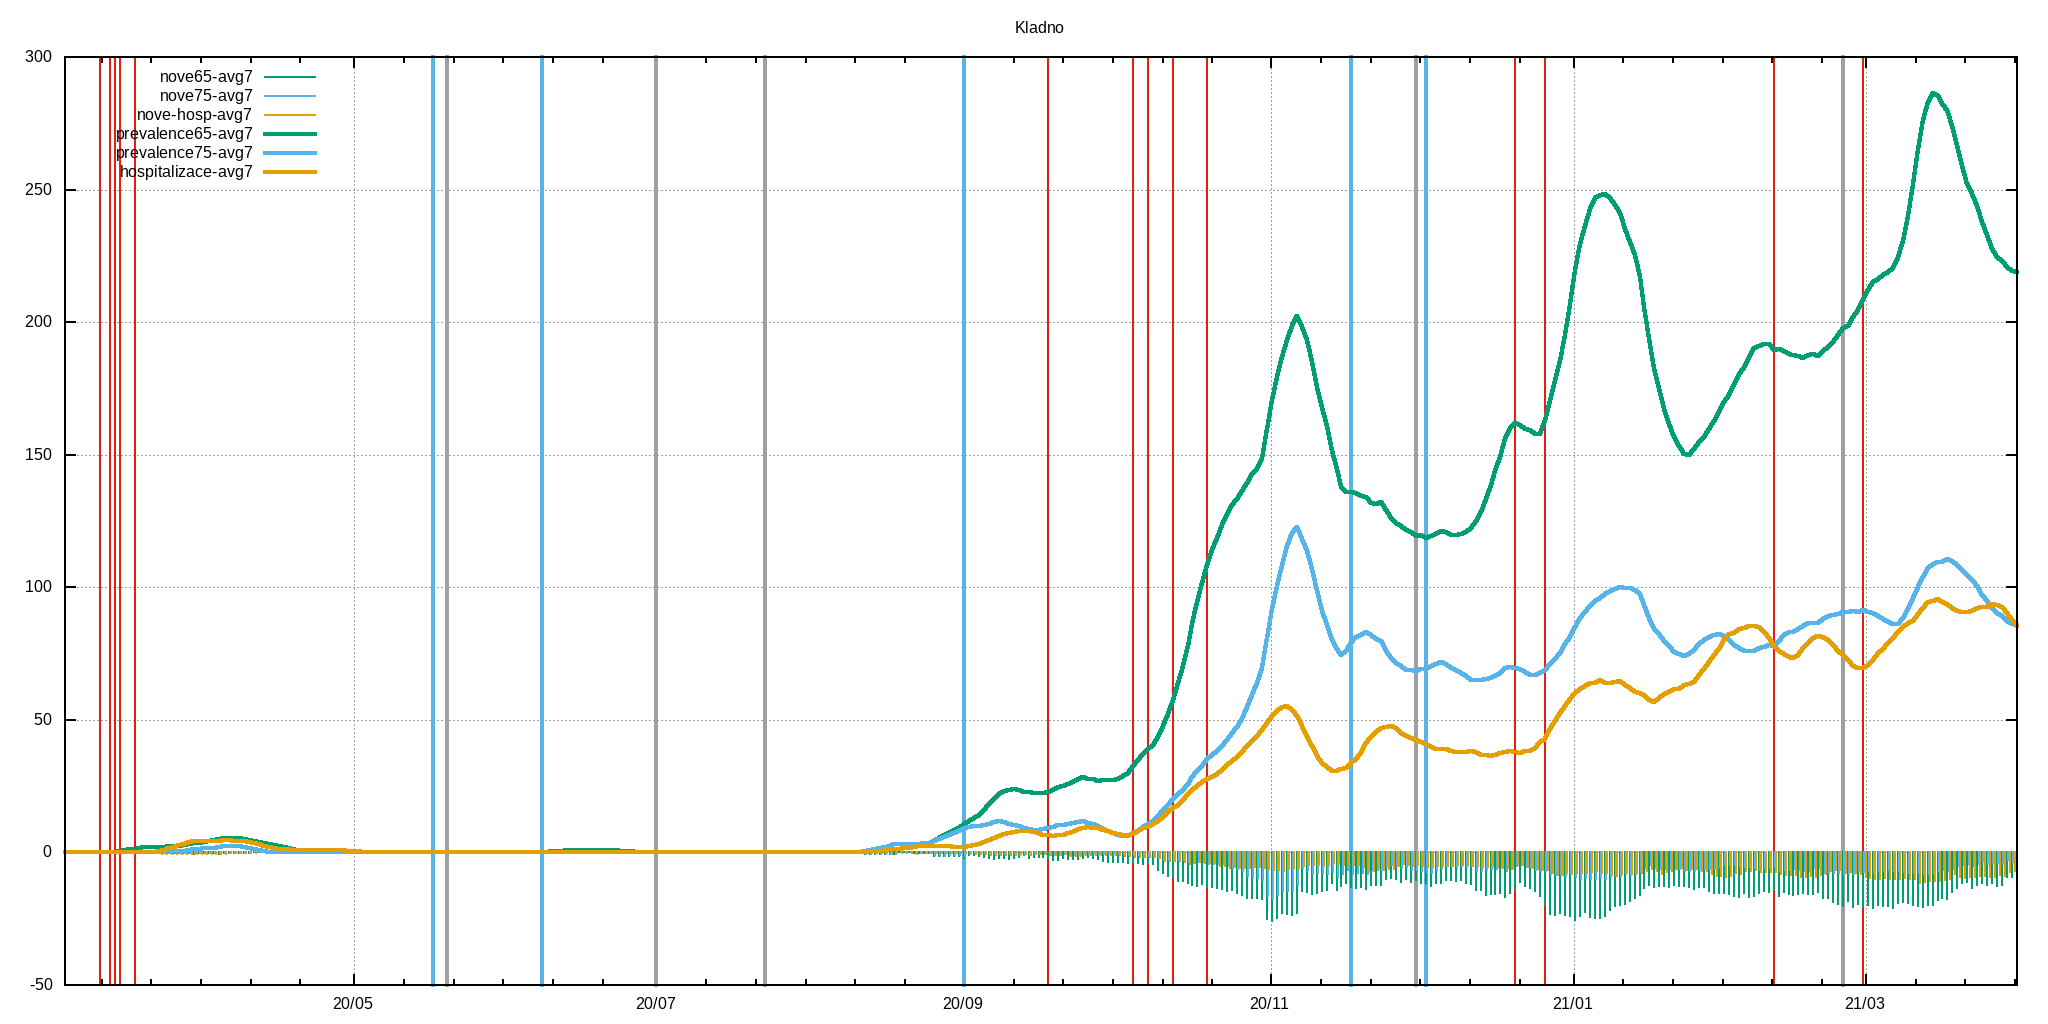 Kladno
300
nove65-avg7
nove75-avg7
nove-hosp-avg7
prevalence65-avg7
prevalence75-avg7
hospitalizace-avg7
250
200
150
100
50
0
-50
20/05 20/07 20/09 20/11 21/01 21/03